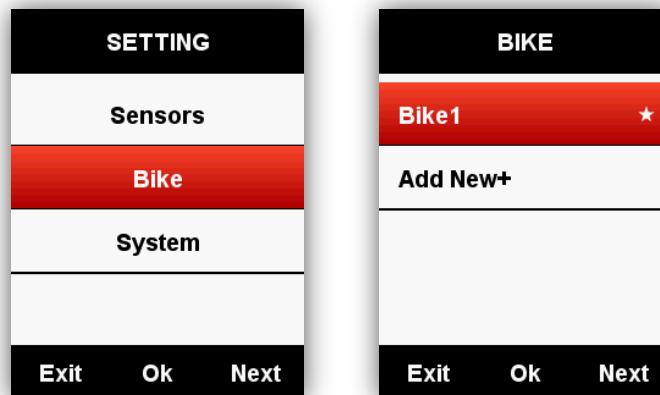 SETTING
Sensors
Bike
System
Exit Ok Next
BIKE
Bike1 ★
Add New+
Exit Ok Next